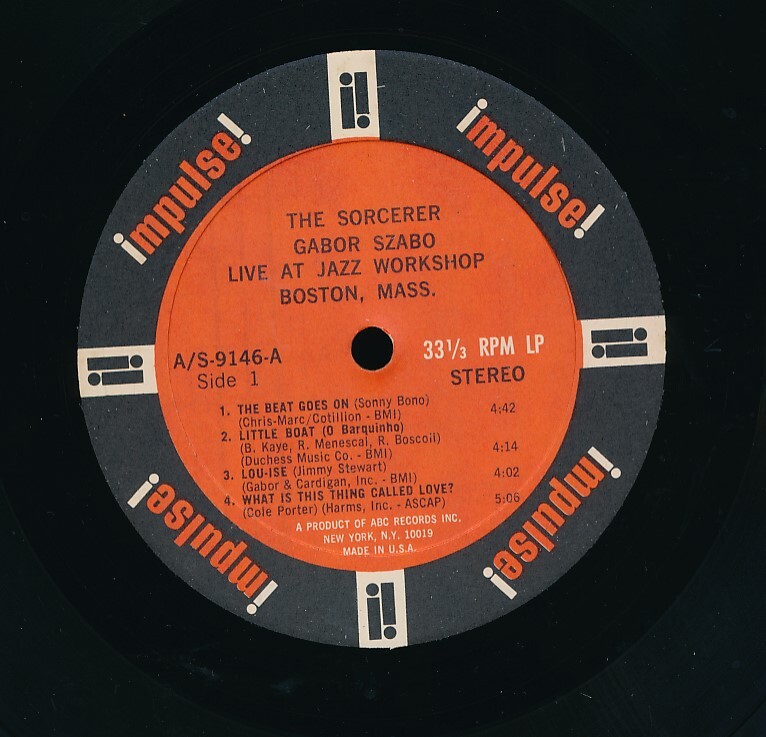 impulse!
impulse!
THE SORCERER
GABOR SZABO
LIVE AT JAZZ WORKSHOP
BOSTON, MASS.
A/S-9146-A
Side 1
33 1/3 RPM LP
STEREO
1. THE BEAT GOES ON (Sonny Bono) 4:42
(Chris-Marc/Cotillion - BMI)
2. LITTLE BOAT (O Barquinho)
(B. Kaye, R. Menescal, R. Boscoli) 4:14
(Duchess Music Co. - BMI)
3. LOU-ISE (Jimmy Stewart) 4:02
(Gabor & Cardigan, Inc. - BMI)
4. WHAT IS THIS THING CALLED LOVE? 5:06
(Cole Porter) (Harms, Inc. - ASCAP)
A PRODUCT OF ABC RECORDS INC.
NEW YORK, N.Y. 10019
MADE IN U.S.A.
impulse!
impulse!